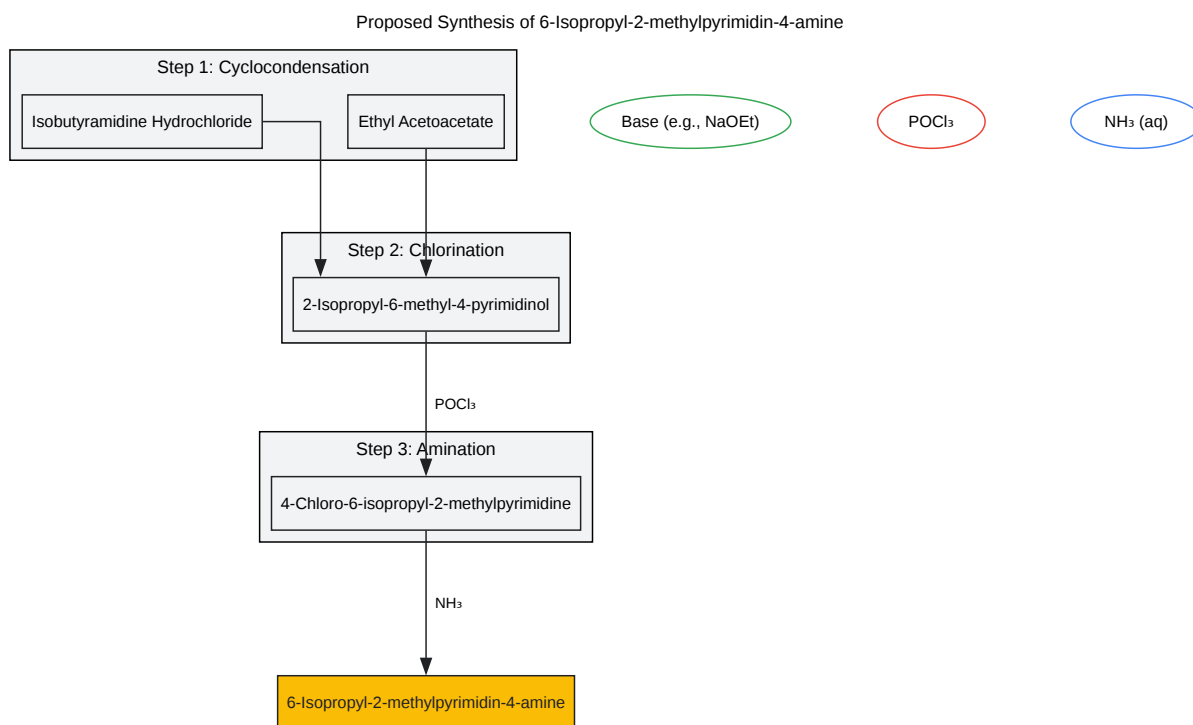 Proposed Synthesis of 6-Isopropyl-2-methylpyrimidin-4-amine
Step 1: Cyclocondensation
Isobutyramidine Hydrochloride
Ethyl Acetoacetate
Base (e.g., NaOEt)
POCl₃
NH₃ (aq)
Step 2: Chlorination
2-Isopropyl-6-methyl-4-pyrimidinol
POCl₃
Step 3: Amination
4-Chloro-6-isopropyl-2-methylpyrimidine
NH₃
6-Isopropyl-2-methylpyrimidin-4-amine